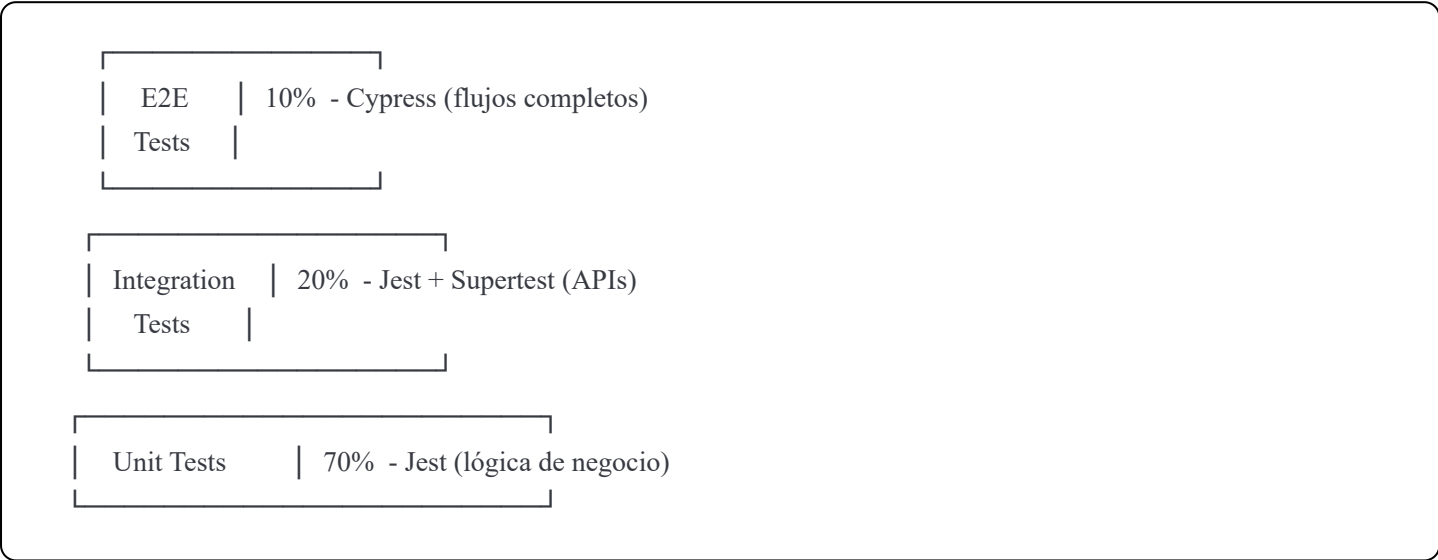 E2E 10% - Cypress (flujos completos)
Tests
Integration 20% - Jest + Supertest (APIs)
Tests
Unit Tests 70% - Jest (lógica de negocio)